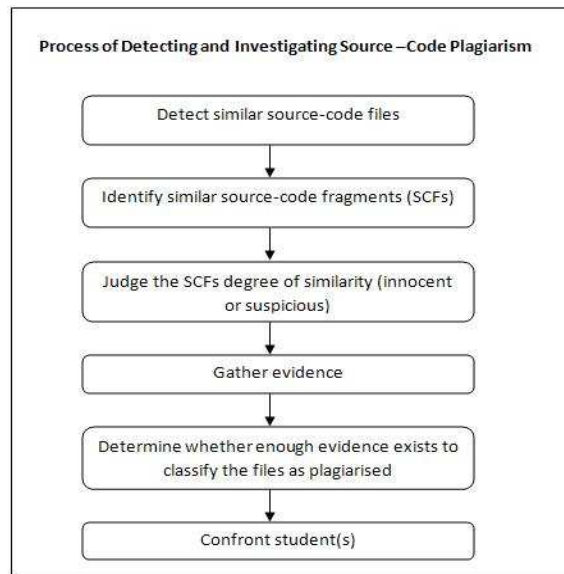 Process of Detecting and Investigating Source –Code Plagiarism
Detect similar source-code files
Identify similar source-code fragments (SCFs)
Judge the SCFs degree of similarity (innocent
or suspicious)
Gather evidence
Determine whether enough evidence exists to
classify the files as plagiarised
Confront student(s)